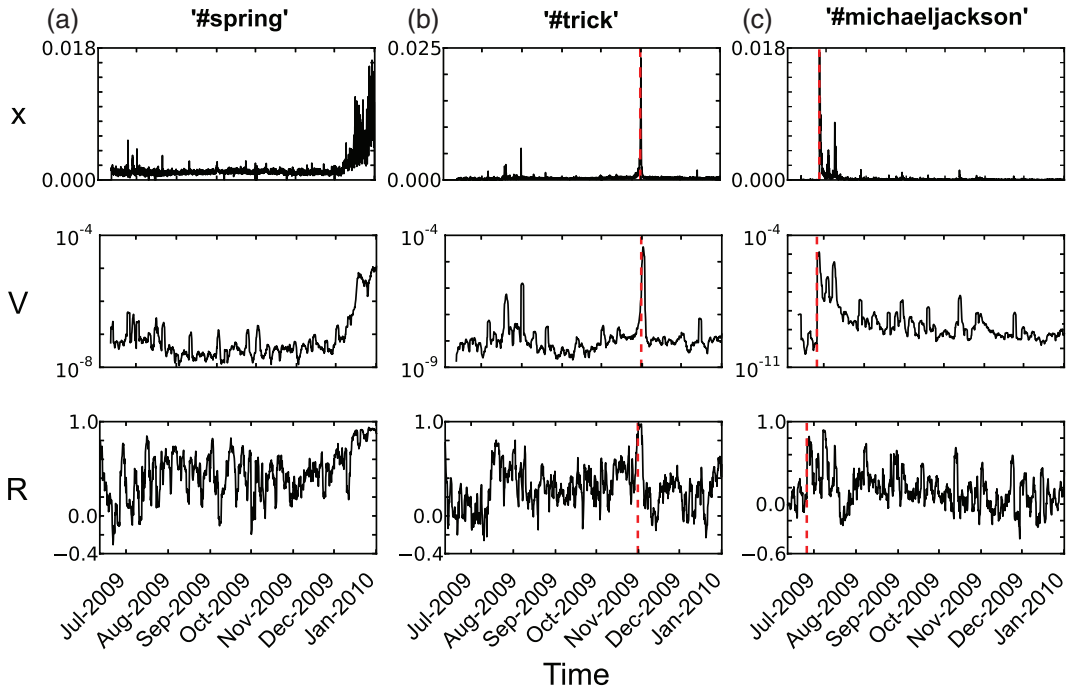 (a) '#spring' (b) '#trick' (c) '#michaeljackson'
x 0.018 0.025 0.018
0.000 0.000 0.000
V 10-4 10-4 10-4
10-8 10-9 10-11
R 1.0 1.0 1.0
0.0 0.0 0.0
−0.4 −0.4 −0.6
Jul-2009 Aug-2009 Sep-2009 Oct-2009 Nov-2009 Dec-2009 Jan-2010
Jul-2009 Aug-2009 Sep-2009 Oct-2009 Nov-2009 Dec-2009 Jan-2010
Jul-2009 Aug-2009 Sep-2009 Oct-2009 Nov-2009 Dec-2009 Jan-2010
Time